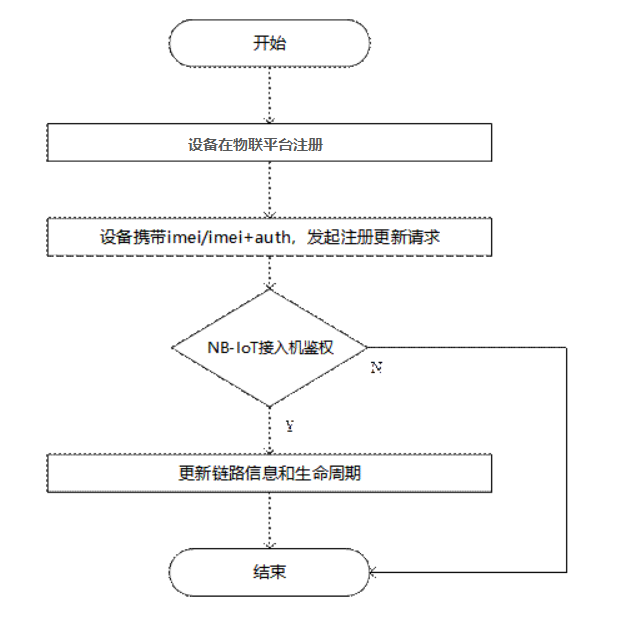 开始
设备在物联平台注册
设备携带imei/imei+auth，发起注册更新请求
NB-IoT接入机鉴权
N
Y
更新链路信息和生命周期
结束